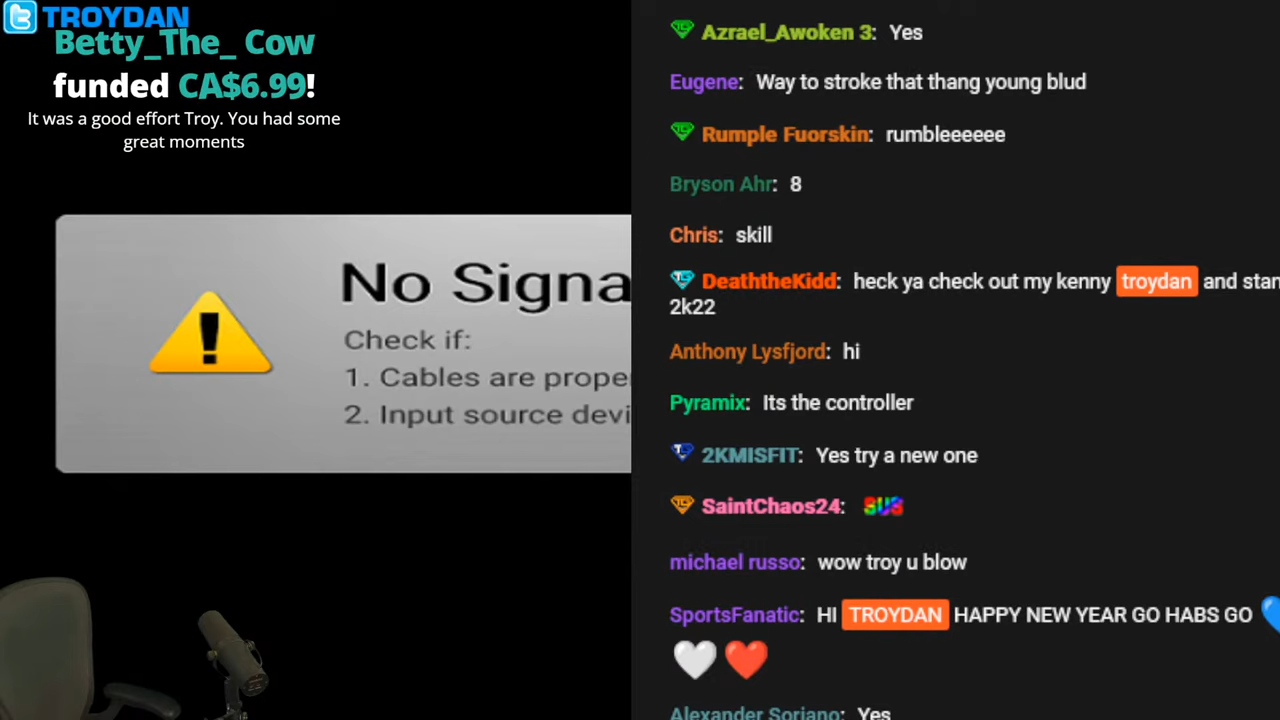 TROYDAN
Betty_The_ Cow
funded CA$6.99!
It was a good effort Troy. You had some
great moments
No Signa
Check if:
1. Cables are proper
2. Input source devi
Azrael_Awoken 3: Yes
Eugene: Way to stroke that thang young blud
Rumple Fuorskin: rumbleeeeee
Bryson Ahr: 8
Chris: skill
DeaththeKidd: heck ya check out my kenny troydan and stan
2k22
Anthony Lysfjord: hi
Pyramix: Its the controller
2KMISFIT: Yes try a new one
SaintChaos24: SUS
michael russo: wow troy u blow
SportsFanatic: HI TROYDAN HAPPY NEW YEAR GO HABS GO
Alexander Soriano: Yes